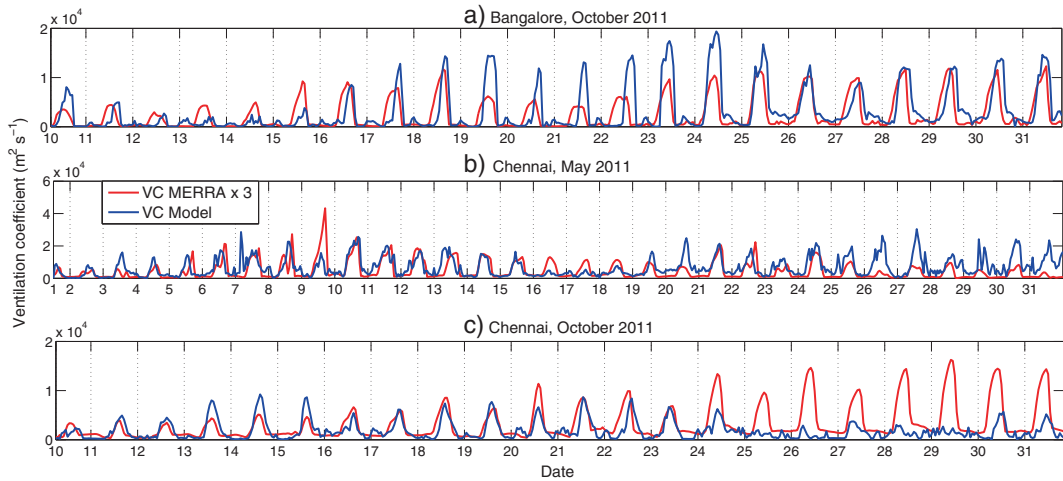 a) Bangalore, October 2011
x 10⁴
2
1
0
10 11 12 13 14 15 16 17 18 19 20 21 22 23 24 25 26 27 28 29 30 31
b) Chennai, May 2011
x 10⁴
6
4
2
0
VC MERRA x 3
VC Model
2 3 4 5 6 7 8 9 10 11 12 13 14 15 16 17 18 19 20 21 22 23 24 25 26 27 28 29 30 31
Ventilation coefficient (m² s⁻¹)
c) Chennai, October 2011
x 10⁴
2
1
0
10 11 12 13 14 15 16 17 18 19 20 21 22 23 24 25 26 27 28 29 30 31
Date